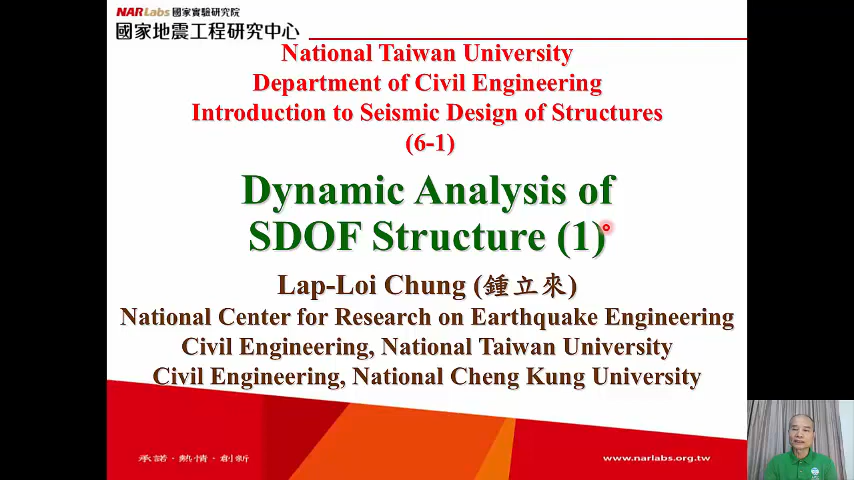 NARLabs 國家實驗研究院
國家地震工程研究中心
National Taiwan University
Department of Civil Engineering
Introduction to Seismic Design of Structures
(6-1)
Dynamic Analysis of
SDOF Structure (1)
Lap-Loi Chung (鍾立來)
National Center for Research on Earthquake Engineering
Civil Engineering, National Taiwan University
Civil Engineering, National Cheng Kung University
承諾·熱情·創新
www.narlabs.org.tw